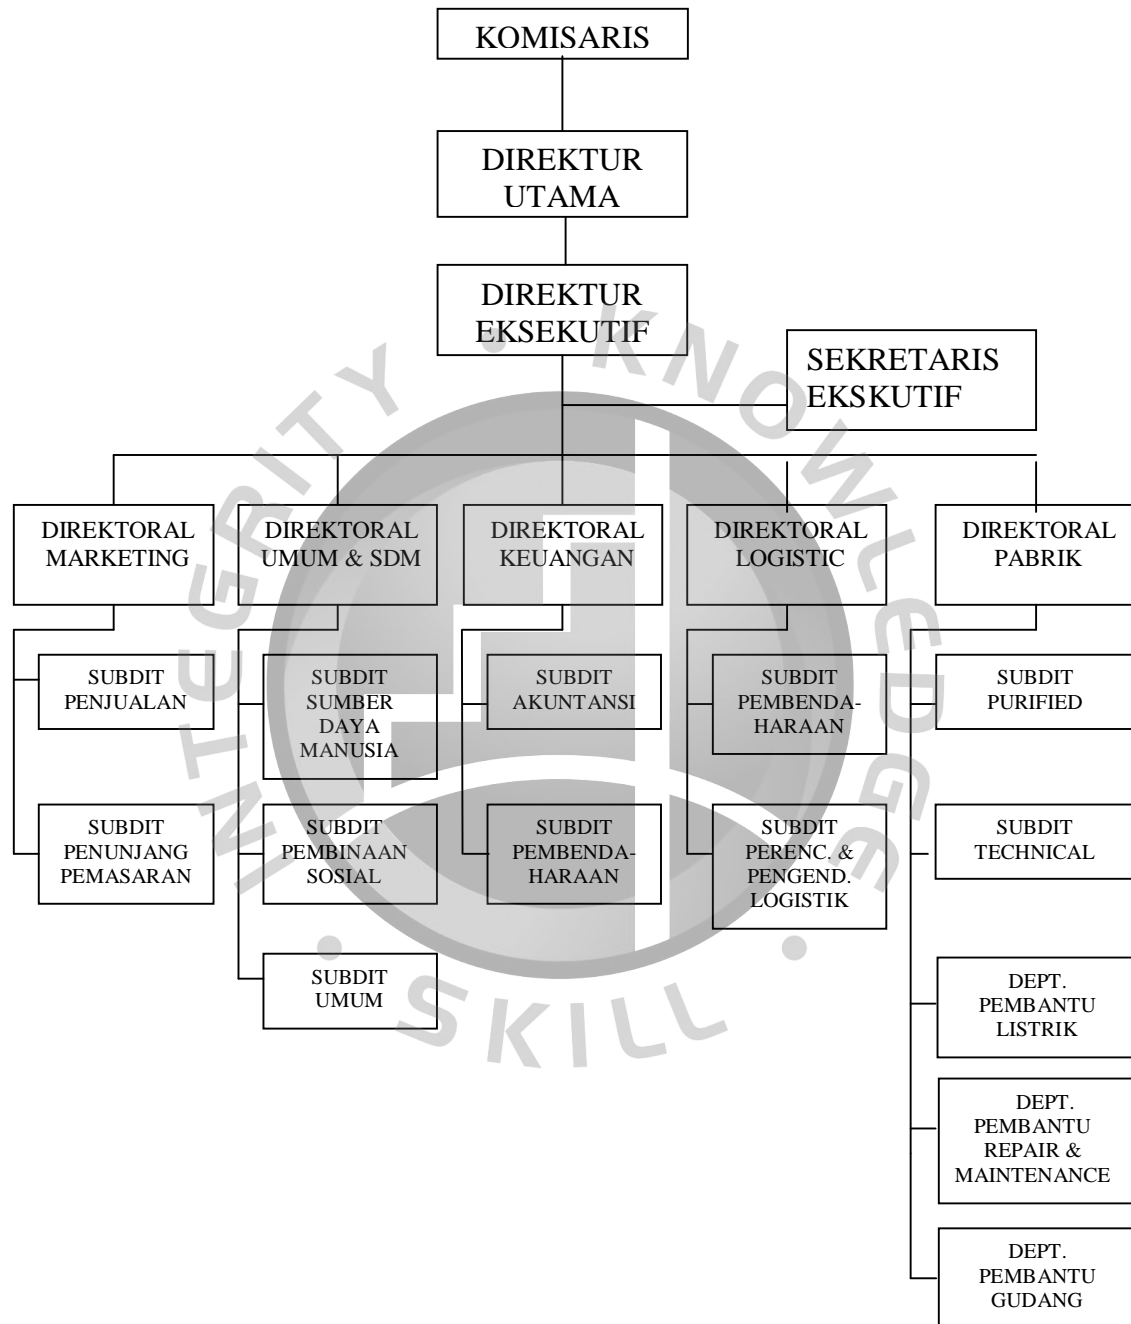 KOMISARIS
DIREKTUR
UTAMA
DIREKTUR
EKSEKUTIF
SEKRETARIS
EKSKUTIF
DIREKTORAL
MARKETING
DIREKTORAL
UMUM & SDM
DIREKTORAL
KEUANGAN
DIREKTORAL
LOGISTIC
DIREKTORAL
PABRIK
SUBDIT
PENJUALAN
SUBDIT
SUMBER
DAYA
MANUSIA
SUBDIT
AKUNTANSI
SUBDIT
PEMBENDA-
HARAAN
SUBDIT
PURIFIED
SUBDIT
PENUNJANG
PEMASARAN
SUBDIT
PEMBINAAN
SOSIAL
SUBDIT
PEMBENDA-
HARAAN
SUBDIT
PERENC. &
PENGEND.
LOGISTIK
SUBDIT
TECHNICAL
SUBDIT
UMUM
DEPT.
PEMBANTU
LISTRIK
DEPT.
PEMBANTU
REPAIR &
MAINTENANCE
DEPT.
PEMBANTU
GUDANG
INTEGRITY • KNOWLEDGE • SKILL •